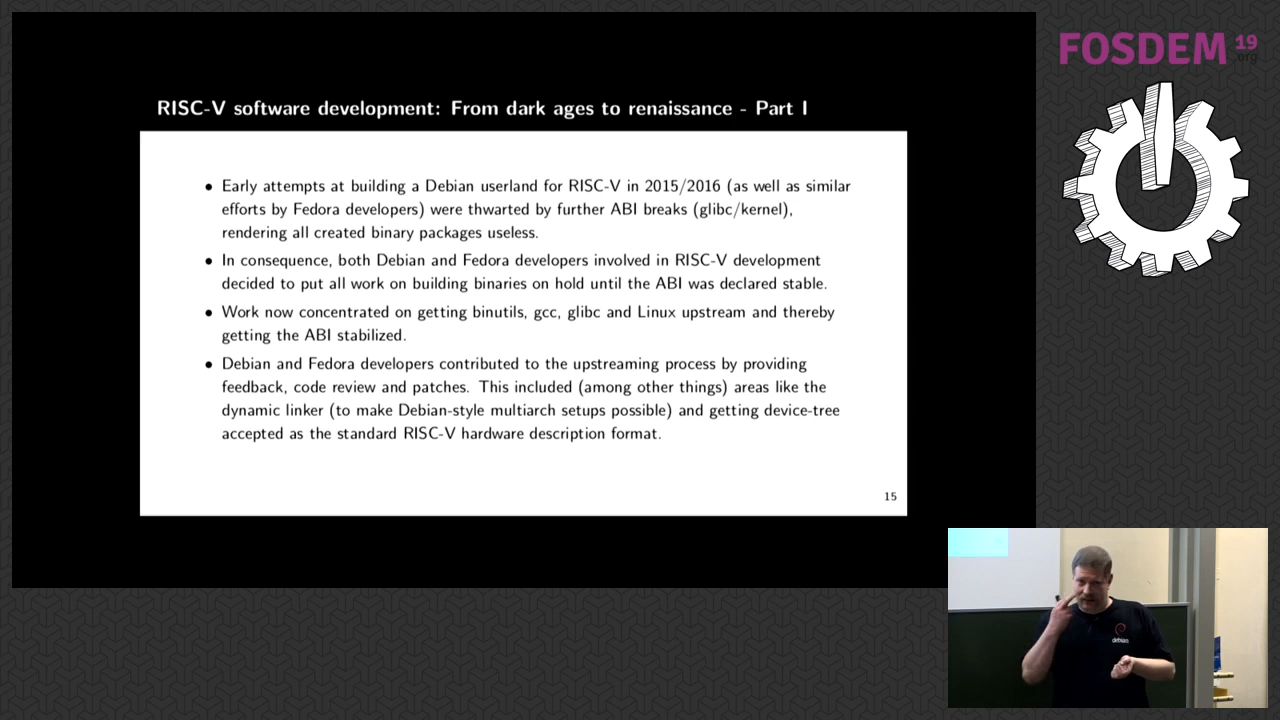 FOSDEM 19
.org
RISC-V software development: From dark ages to renaissance - Part I
• Early attempts at building a Debian userland for RISC-V in 2015/2016 (as well as similar
efforts by Fedora developers) were thwarted by further ABI breaks (glibc/kernel),
rendering all created binary packages useless.
• In consequence, both Debian and Fedora developers involved in RISC-V development
decided to put all work on building binaries on hold until the ABI was declared stable.
• Work now concentrated on getting binutils, gcc, glibc and Linux upstream and thereby
getting the ABI stabilized.
• Debian and Fedora developers contributed to the upstreaming process by providing
feedback, code review and patches. This included (among other things) areas like the
dynamic linker (to make Debian-style multiarch setups possible) and getting device-tree
accepted as the standard RISC-V hardware description format.
15
debian